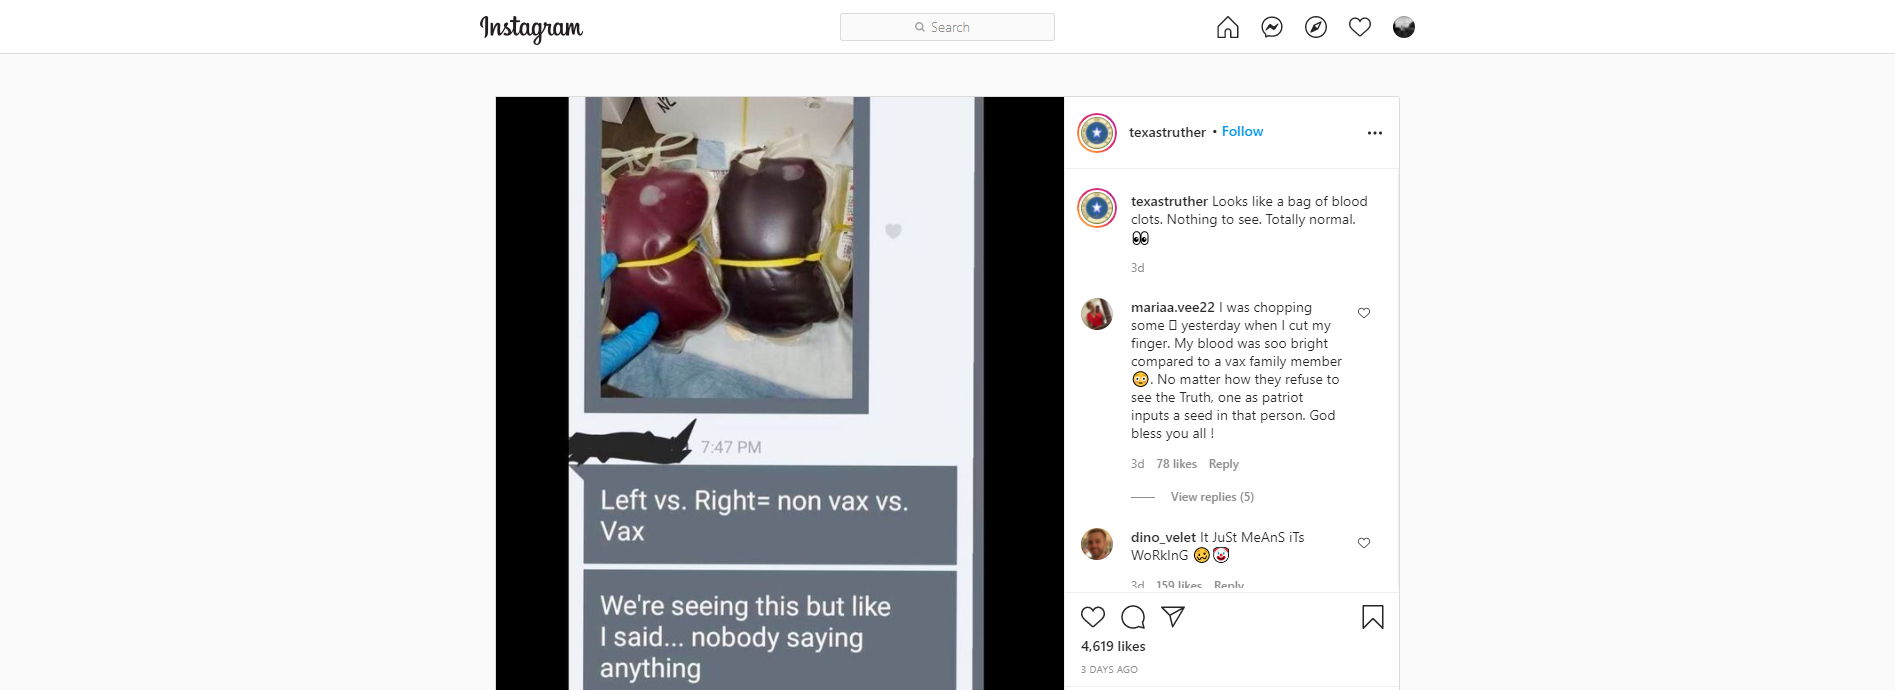 Instagram
Search
N2
texastruther • Follow
texastruther Looks like a bag of blood
clots. Nothing to see. Totally normal.
👀
3d
mariaa.vee22 I was chopping
some ▯ yesterday when I cut my
finger. My blood was soo bright
compared to a vax family member
😳. No matter how they refuse to
see the Truth, one as patriot
inputs a seed in that person. God
bless you all !
3d 78 likes Reply
View replies (5)
dino_velet It JuSt MeAnS iTs
WoRkInG 🥴🤡
3d 159 likes Reply
4,619 likes
3 DAYS AGO
7:47 PM
Left vs. Right= non vax vs.
Vax
We're seeing this but like
I said... nobody saying
anything